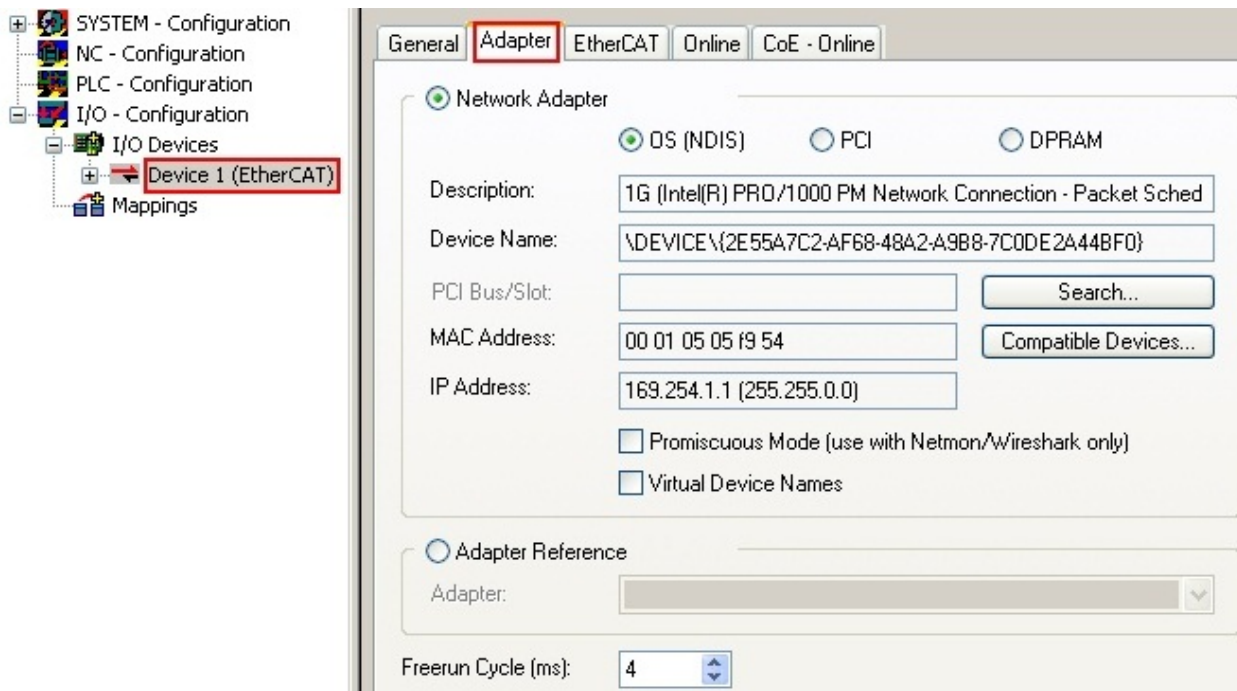 SYSTEM - Configuration
NC - Configuration
PLC - Configuration
I/O - Configuration
I/O Devices
Device 1 (EtherCAT)
Mappings
General Adapter EtherCAT Online CoE - Online
Network Adapter
OS (NDIS) PCI DPRAM
Description: 1G (Intel(R) PRO/1000 PM Network Connection - Packet Sched
Device Name: \DEVICE\{2E55A7C2-AF68-48A2-A9B8-7C0DE2A44BF0}
PCI Bus/Slot: Search...
MAC Address: 00 01 05 05 f9 54 Compatible Devices...
IP Address: 169.254.1.1 (255.255.0.0)
Promiscuous Mode (use with Netmon/Wireshark only)
Virtual Device Names
Adapter Reference
Adapter:
Freerun Cycle (ms): 4